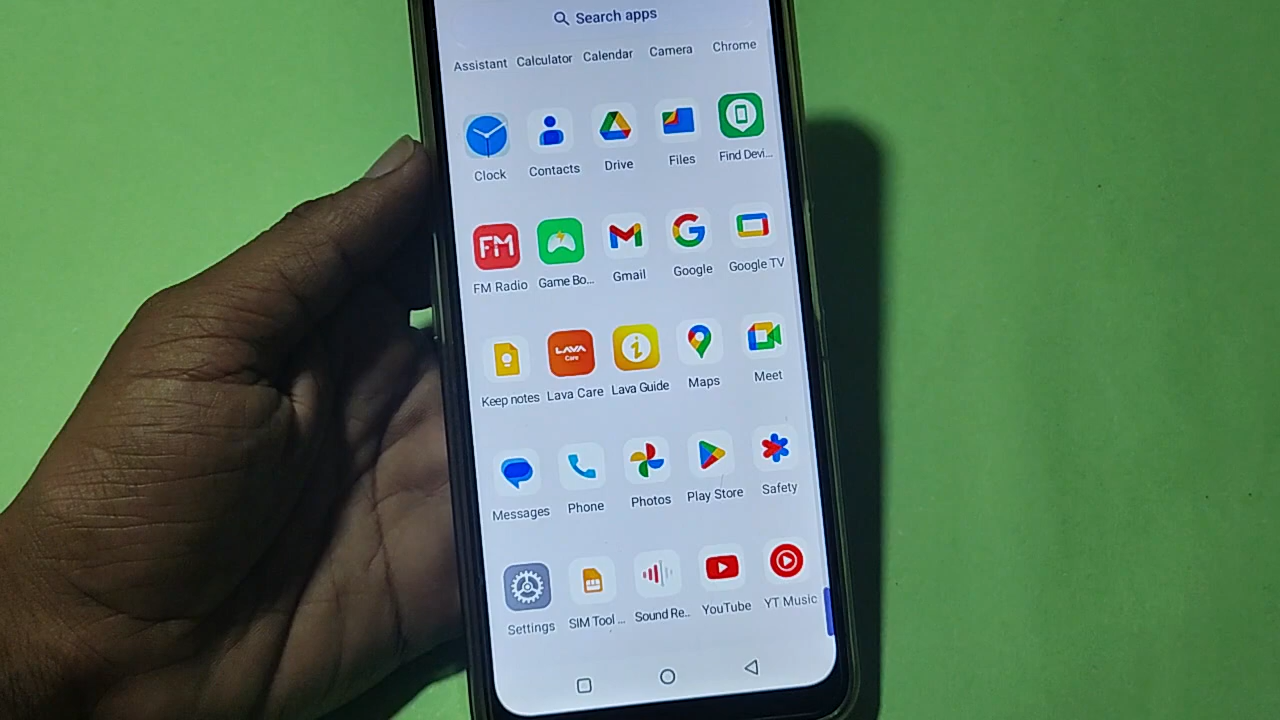 Search apps
Assistant Calculator Calendar Camera Chrome
Clock Contacts Drive Files Find Devi...
FM
FM Radio Game Bo... Gmail Google Google TV
LAVA
Care
i
Keep notes Lava Care Lava Guide Maps Meet
Messages Phone Photos Play Store Safety
Settings SIM Tool ... Sound Re.. YouTube YT Music